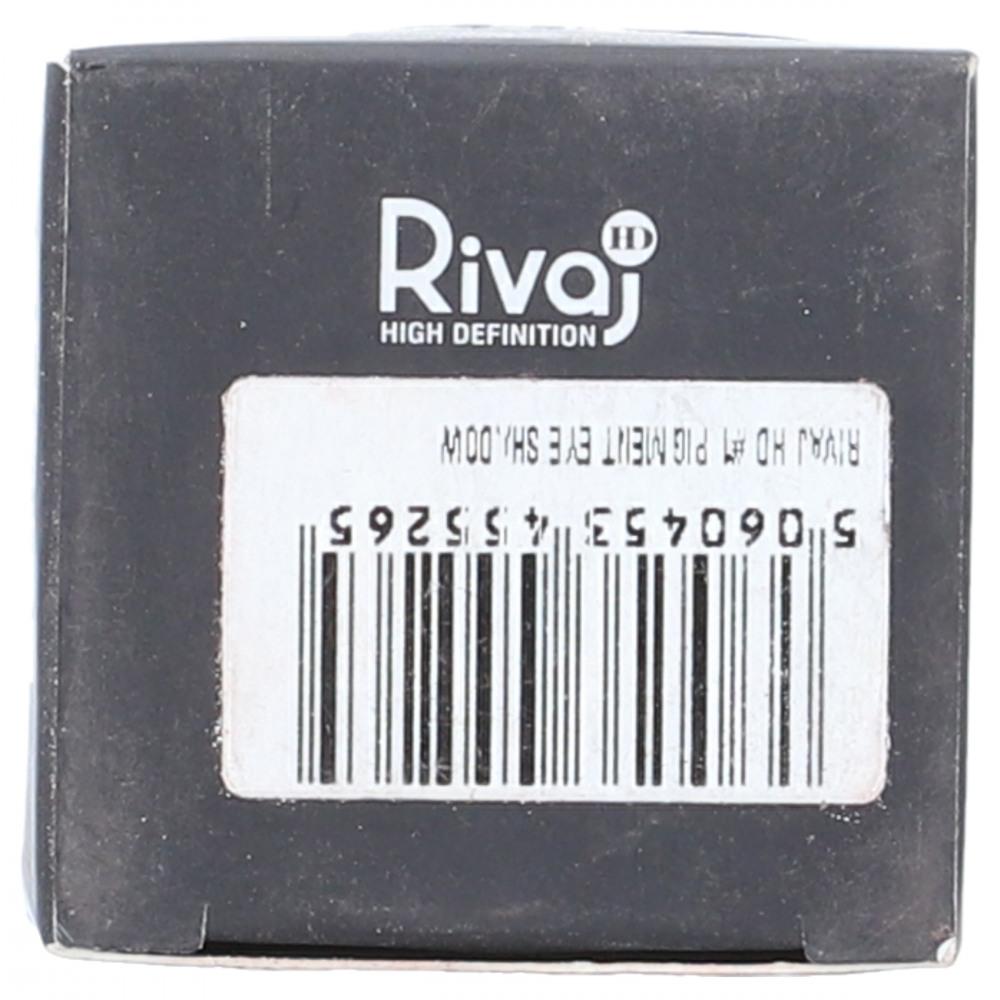 Rivaj HD
HIGH DEFINITION
RIVAJ HD #1 PIGMENT EYE SHADOW
5 060453 455265